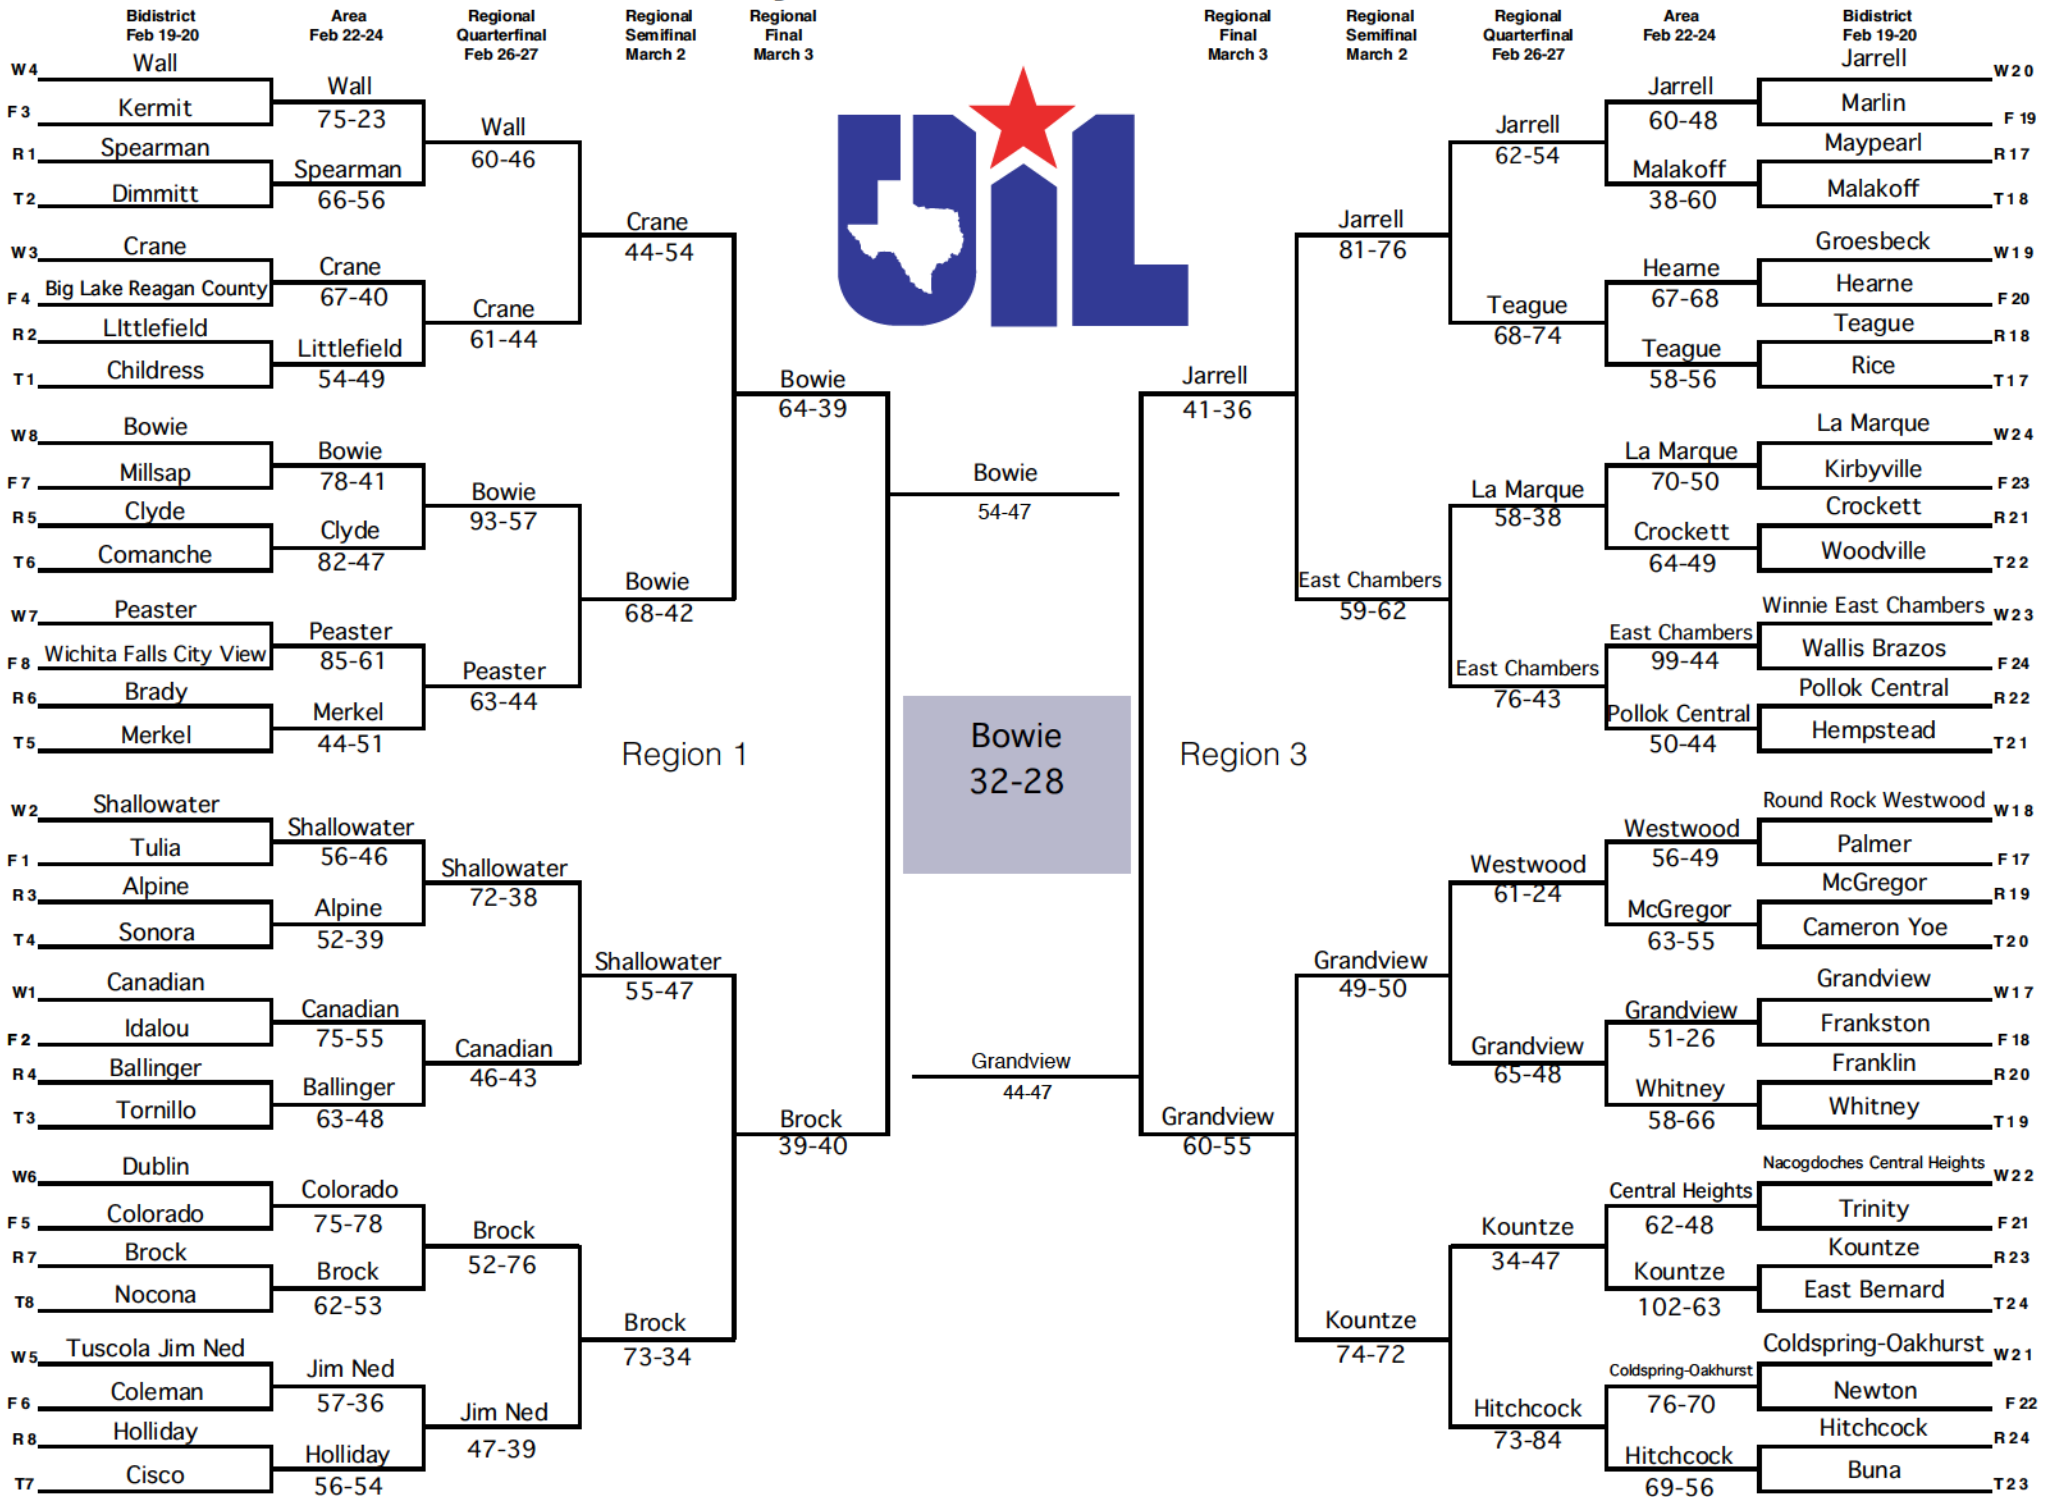 Bidistrict
Feb 19-20
Area
Feb 22-24
Regional
Quarterfinal
Feb 26-27
Regional
Semifinal
March 2
Regional
Final
March 3
Regional
Final
March 3
Regional
Semifinal
March 2
Regional
Quarterfinal
Feb 26-27
Area
Feb 22-24
Bidistrict
Feb 19-20
W4 Wall
F3 Kermit
R1 Spearman
T2 Dimmitt
W3 Crane
F4 Big Lake Reagan County
R2 LIttlefield
T1 Childress
W8 Bowie
F7 Millsap
R5 Clyde
T6 Comanche
W7 Peaster
F8 Wichita Falls City View
R6 Brady
T5 Merkel
W2 Shallowater
F1 Tulia
R3 Alpine
T4 Sonora
W1 Canadian
F2 Idalou
R4 Ballinger
T3 Tornillo
W6 Dublin
F5 Colorado
R7 Brock
T8 Nocona
W5 Tuscola Jim Ned
F6 Coleman
R8 Holliday
T7 Cisco
Wall
75-23
Spearman
66-56
Crane
67-40
Littlefield
54-49
Bowie
78-41
Clyde
82-47
Peaster
85-61
Merkel
44-51
Shallowater
56-46
Alpine
52-39
Canadian
75-55
Ballinger
63-48
Colorado
75-78
Brock
62-53
Jim Ned
57-36
Holliday
56-54
Wall
60-46
Crane
61-44
Bowie
93-57
Peaster
63-44
Shallowater
72-38
Canadian
46-43
Brock
52-76
Jim Ned
47-39
Crane
44-54
Bowie
68-42
Shallowater
55-47
Brock
73-34
Region 1
Bowie
64-39
Brock
39-40
UIL
Bowie
54-47
Bowie
32-28
Grandview
44-47
Jarrell
41-36
Grandview
60-55
Region 3
Jarrell
81-76
East Chambers
59-62
Grandview
49-50
Kountze
74-72
Jarrell
62-54
Teague
68-74
La Marque
58-38
East Chambers
76-43
Westwood
61-24
Grandview
65-48
Kountze
34-47
Hitchcock
73-84
Jarrell
60-48
Malakoff
38-60
Hearne
67-68
Teague
58-56
La Marque
70-50
Crockett
64-49
East Chambers
99-44
Pollok Central
50-44
Westwood
56-49
McGregor
63-55
Grandview
51-26
Whitney
58-66
Central Heights
62-48
Kountze
102-63
Coldspring-Oakhurst
76-70
Hitchcock
69-56
Jarrell W20
Marlin F 19
Maypearl R17
Malakoff T18
Groesbeck W19
Hearne F20
Teague R18
Rice T17
La Marque W24
Kirbyville F23
Crockett R21
Woodville T22
Winnie East Chambers W23
Wallis Brazos F24
Pollok Central R22
Hempstead T21
Round Rock Westwood W18
Palmer F17
McGregor R19
Cameron Yoe T20
Grandview W17
Frankston F18
Franklin R20
Whitney T19
Nacogdoches Central Heights W22
Trinity F21
Kountze R23
East Bernard T24
Coldspring-Oakhurst W21
Newton F22
Hitchcock R24
Buna T23